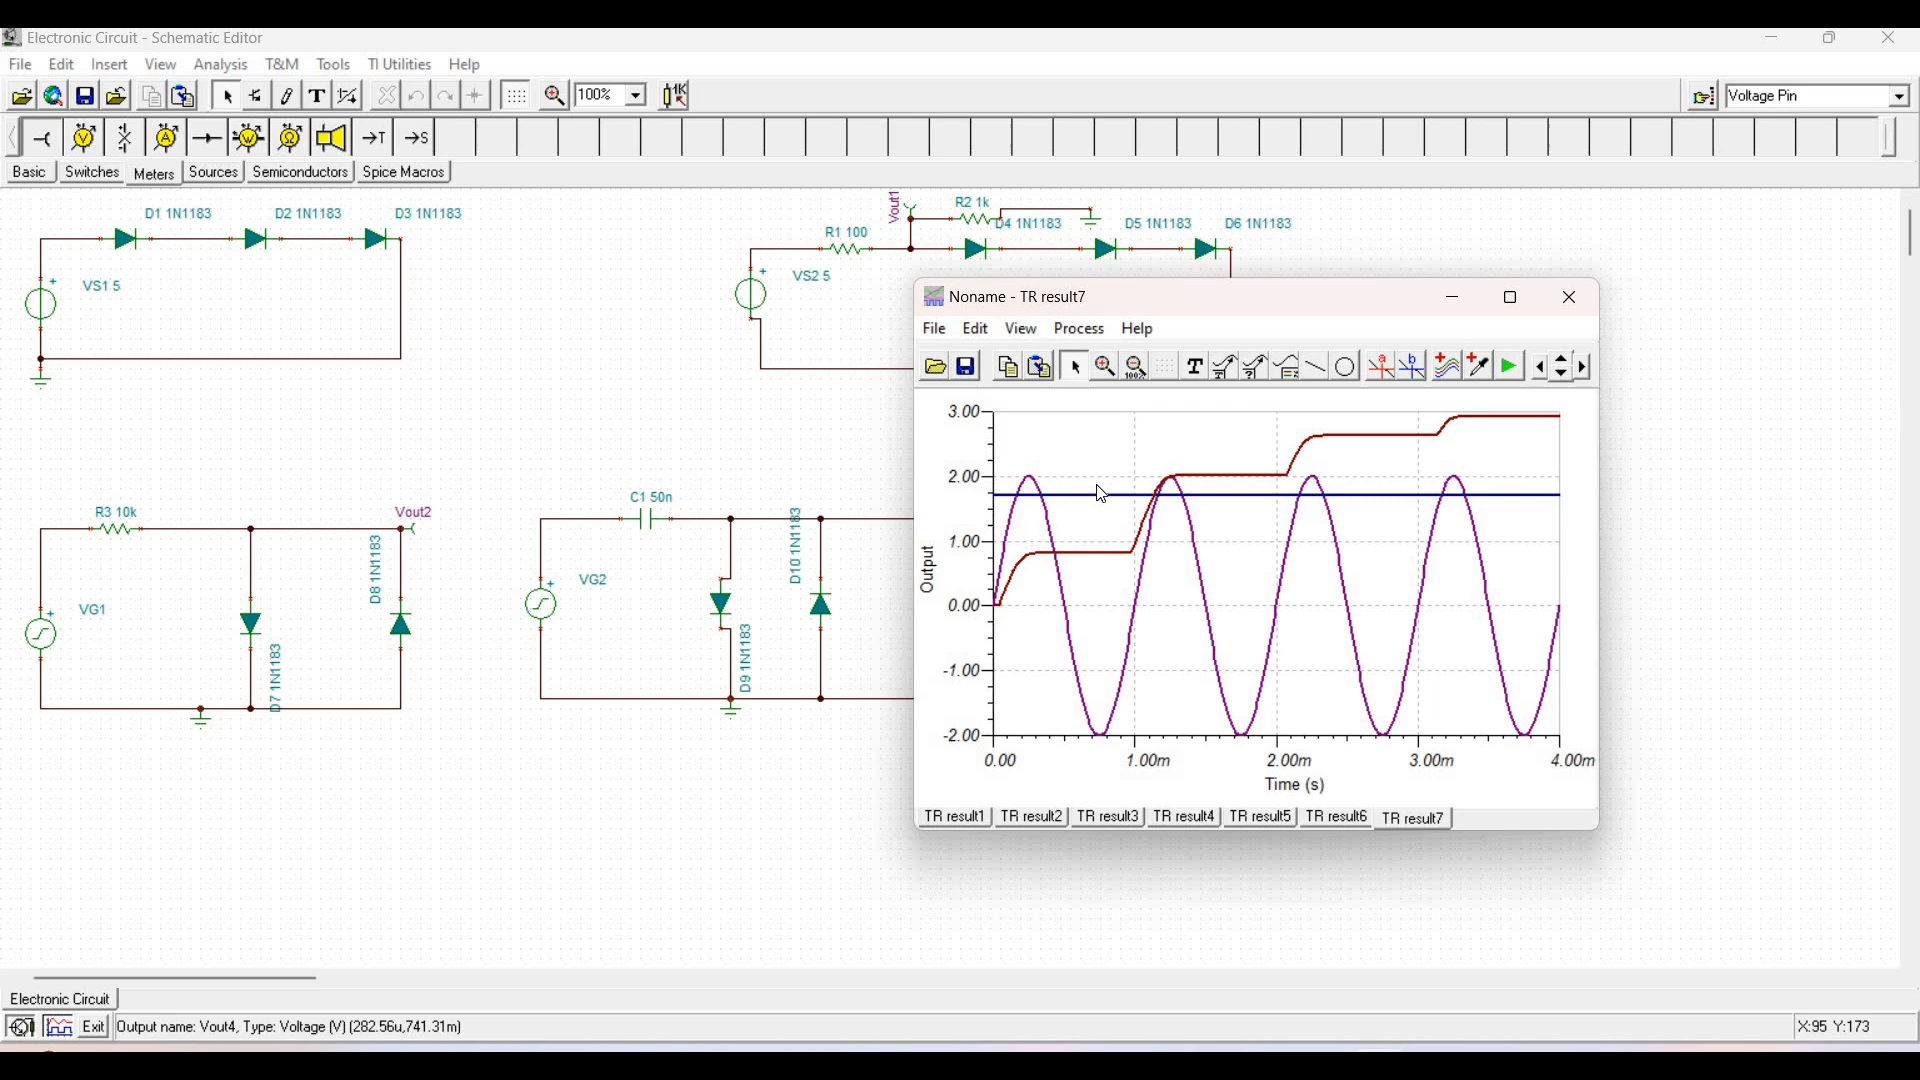 Electronic Circuit - Schematic Editor
File Edit Insert View Analysis T&M Tools TI Utilities Help
100%
1K
Voltage Pin
V A W Ω →T →S
Basic Switches Meters Sources Semiconductors Spice Macros
D1 1N1183 D2 1N1183 D3 1N1183
VS1 5
Vout1
R2 1k
R1 100
D4 1N1183 D5 1N1183 D6 1N1183
VS2 5
R3 10k
Vout2
D8 1N1183
VG1
D7 1N1183
C1 50n
D10 1N1183
VG2
D9 1N1183
Noname - TR result7
File Edit View Process Help
T 100% ? a b
3.00
2.00
1.00
0.00
-1.00
-2.00
Output
0.00 1.00m 2.00m 3.00m 4.00m
Time (s)
TR result1 TR result2 TR result3 TR result4 TR result5 TR result6 TR result7
Electronic Circuit
Exit Output name: Vout4, Type: Voltage (V) (282.56u,741.31m)
X:95 Y:173